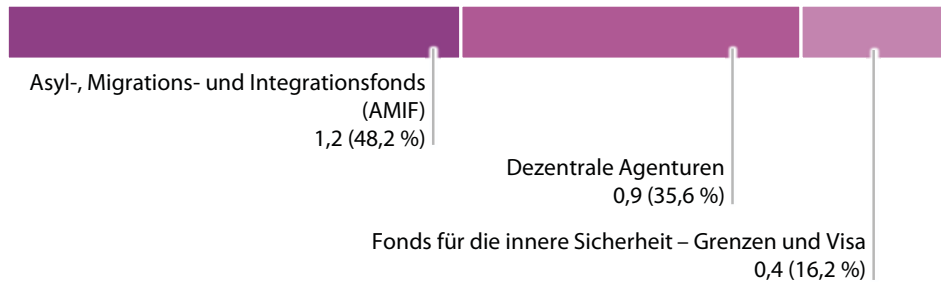 Asyl-, Migrations- und Integrationsfonds
(AMIF)
1,2 (48,2 %)
Dezentrale Agenturen
0,9 (35,6 %)
Fonds für die innere Sicherheit – Grenzen und Visa
0,4 (16,2 %)